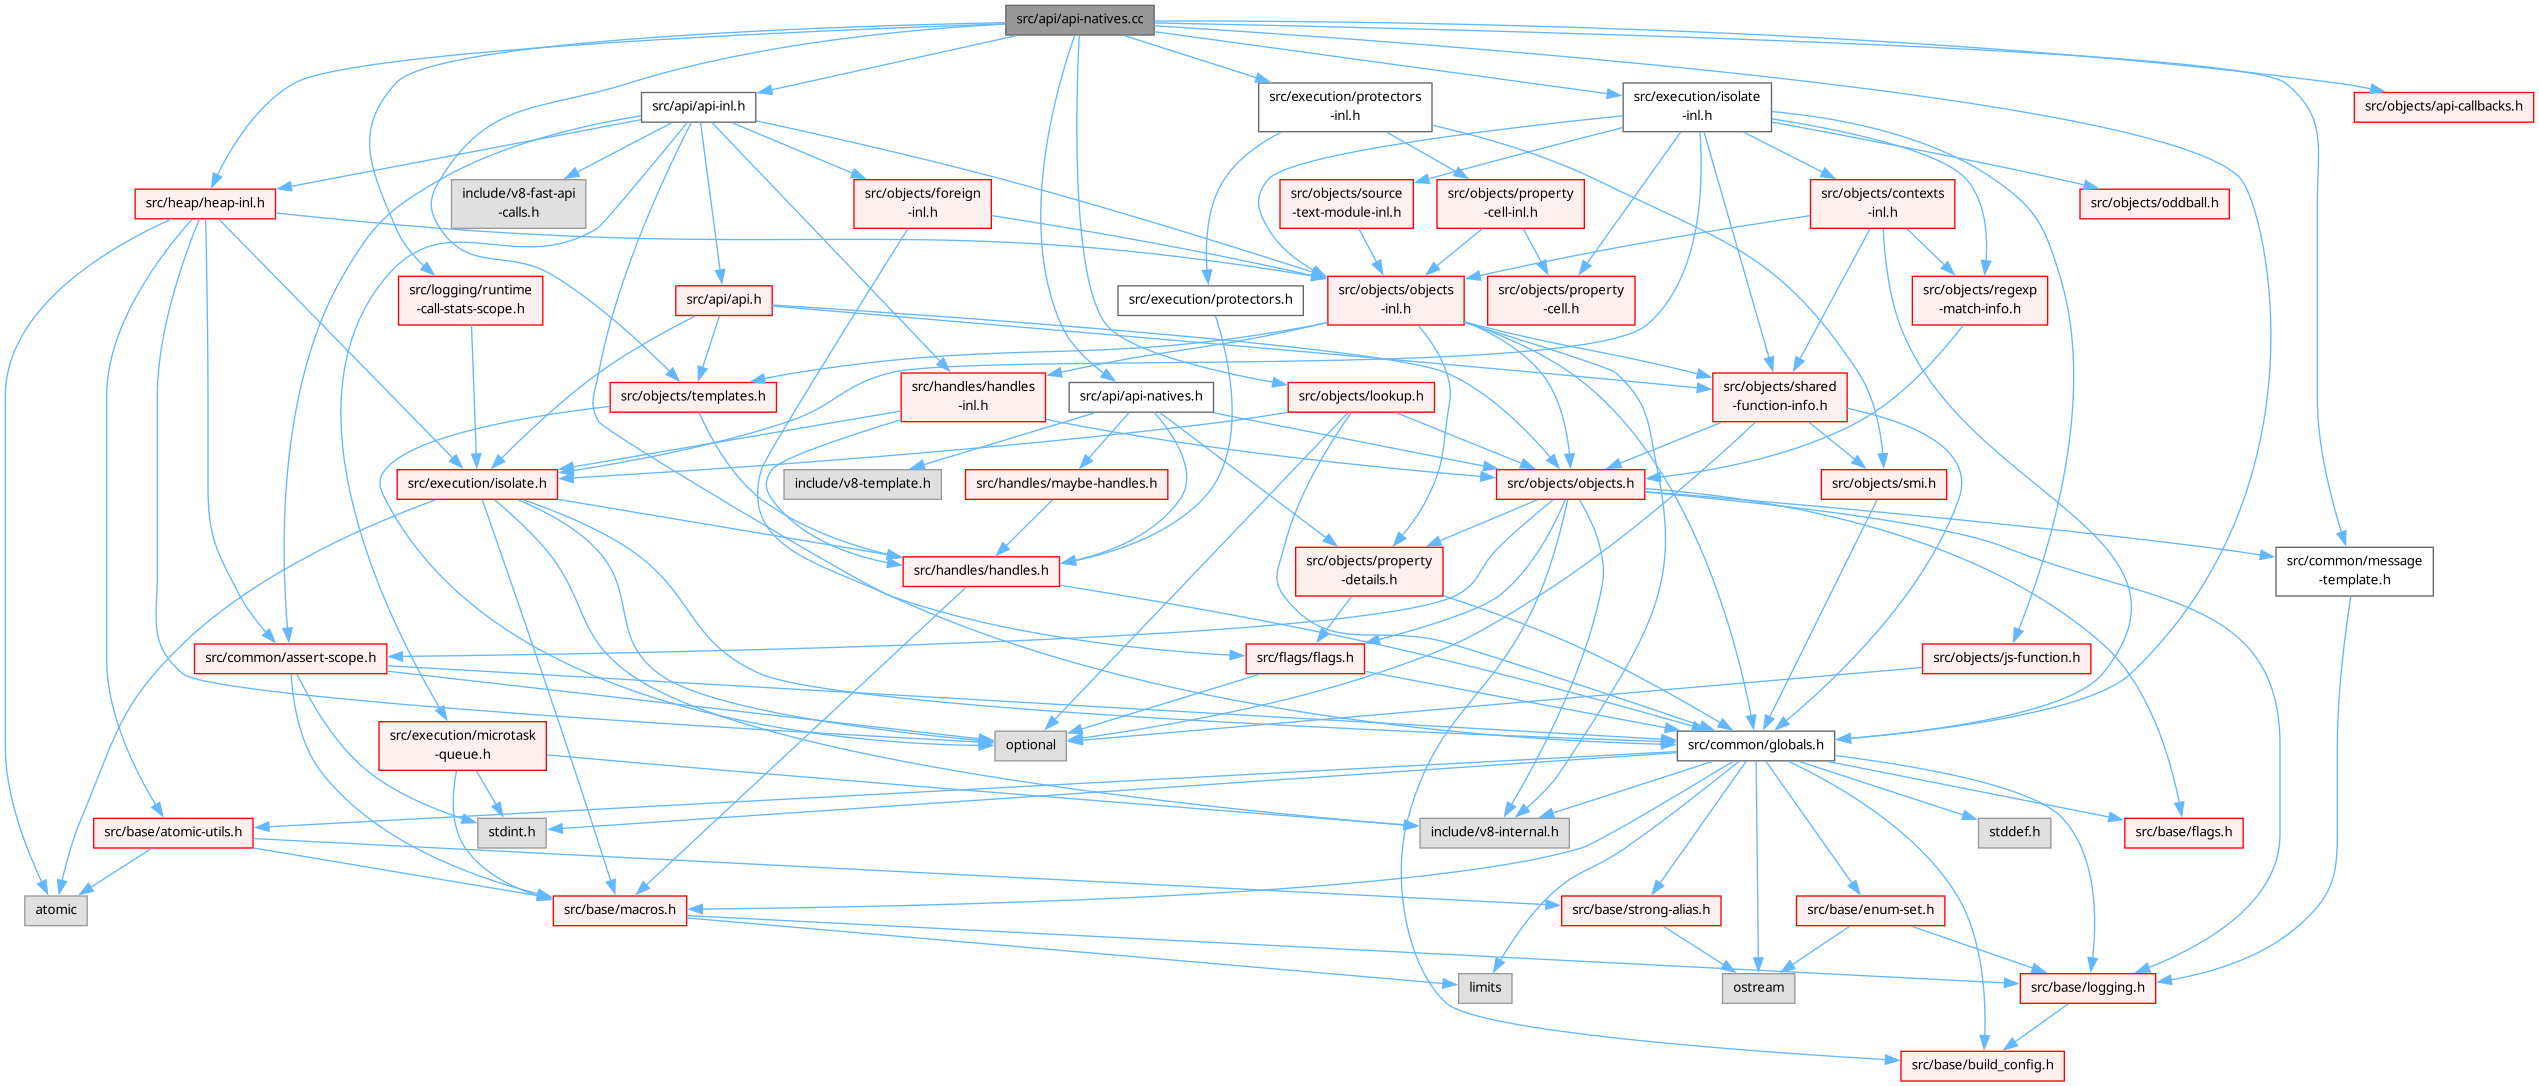 src/api/api-natives.cc
src/api/api-inl.h
src/execution/protectors
-inl.h
src/execution/isolate
-inl.h
src/objects/api-callbacks.h
src/heap/heap-inl.h
include/v8-fast-api
-calls.h
src/objects/foreign
-inl.h
src/objects/source
-text-module-inl.h
src/objects/property
-cell-inl.h
src/objects/contexts
-inl.h
src/objects/oddball.h
src/logging/runtime
-call-stats-scope.h
src/api/api.h
src/execution/protectors.h
src/objects/objects
-inl.h
src/objects/property
-cell.h
src/objects/regexp
-match-info.h
src/objects/templates.h
src/handles/handles
-inl.h
src/api/api-natives.h
src/objects/lookup.h
src/objects/shared
-function-info.h
src/execution/isolate.h
include/v8-template.h
src/handles/maybe-handles.h
src/objects/objects.h
src/objects/smi.h
src/handles/handles.h
src/objects/property
-details.h
src/common/message
-template.h
src/common/assert-scope.h
src/flags/flags.h
src/objects/js-function.h
src/execution/microtask
-queue.h
optional
src/common/globals.h
src/base/atomic-utils.h
stdint.h
include/v8-internal.h
stddef.h
src/base/flags.h
atomic
src/base/macros.h
src/base/strong-alias.h
src/base/enum-set.h
limits
ostream
src/base/logging.h
src/base/build_config.h